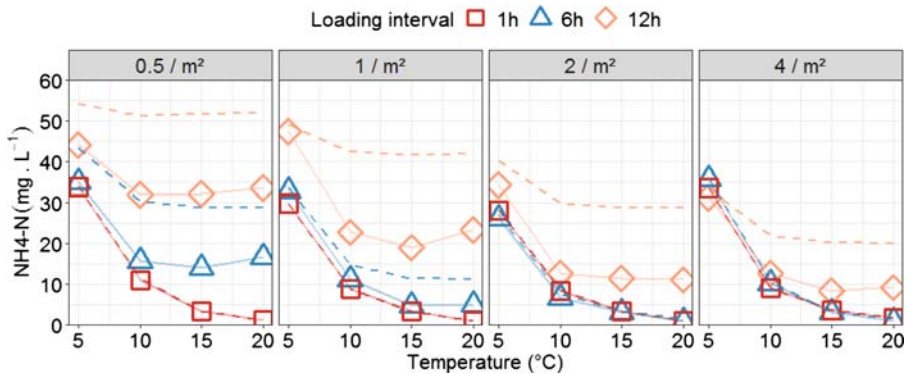 Loading interval 1h 6h 12h
0.5 / m² 1 / m² 2 / m² 4 / m²
NH4-N (mg . L⁻¹)
60
50
40
30
20
10
0
5 10 15 20 5 10 15 20 5 10 15 20 5 10 15 20
Temperature (°C)